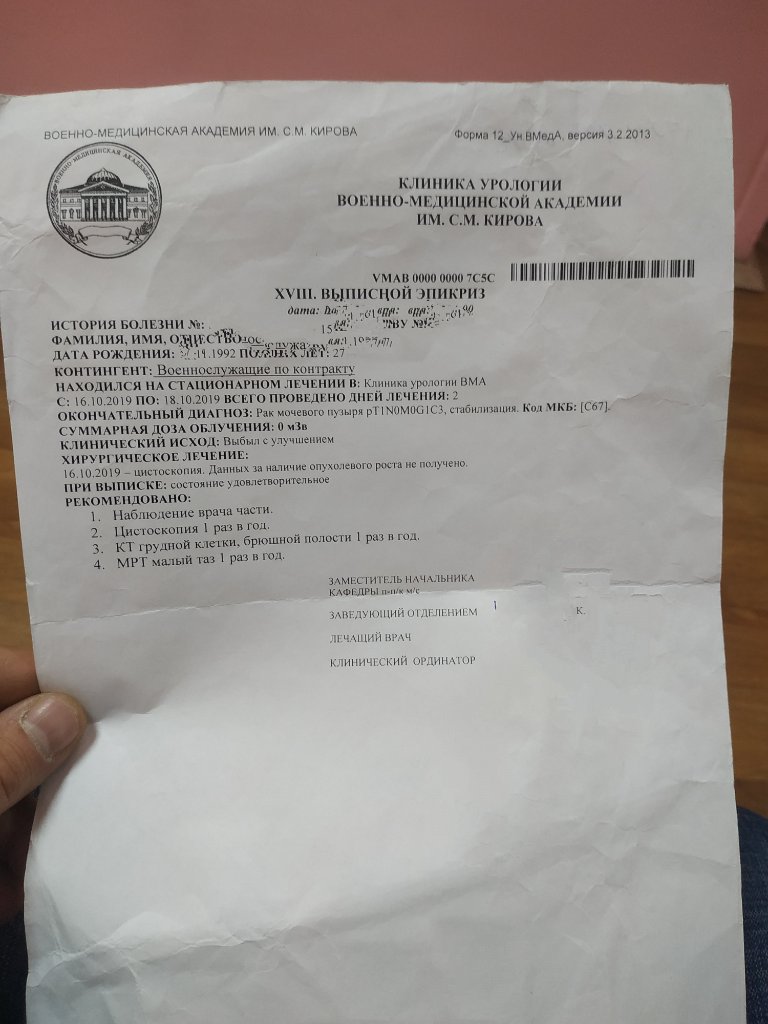 ВОЕННО-МЕДИЦИНСКАЯ АКАДЕМИЯ ИМ. С.М. КИРОВА
Форма 12_Ун.ВМедА, версия 3.2.2013
ВОЕННО-МЕДИЦИНСКАЯ АКАДЕМИЯ
КЛИНИКА УРОЛОГИИ
ВОЕННО-МЕДИЦИНСКОЙ АКАДЕМИИ
ИМ. С.М. КИРОВА
VMAB 0000 0000 7C5C
XVIII. ВЫПИСНОЙ ЭПИКРИЗ
дата:
ИСТОРИЯ БОЛЕЗНИ №:
ФАМИЛИЯ, ИМЯ, ОТЧЕСТВО:
ДАТА РОЖДЕНИЯ: .11.1992 ЛЕТ: 27
КОНТИНГЕНТ: Военнослужащие по контракту
НАХОДИЛСЯ НА СТАЦИОНАРНОМ ЛЕЧЕНИИ В: Клиника урологии ВМА
С: 16.10.2019 ПО: 18.10.2019 ВСЕГО ПРОВЕДЕНО ДНЕЙ ЛЕЧЕНИЯ: 2
ОКОНЧАТЕЛЬНЫЙ ДИАГНОЗ: Рак мочевого пузыря pT1N0M0G1C3, стабилизация. Код МКБ: [C67].
СУММАРНАЯ ДОЗА ОБЛУЧЕНИЯ: 0 мЗв
КЛИНИЧЕСКИЙ ИСХОД: Выбыл с улучшением
ХИРУРГИЧЕСКОЕ ЛЕЧЕНИЕ:
16.10.2019 – цистоскопия. Данных за наличие опухолевого роста не получено.
ПРИ ВЫПИСКЕ: состояние удовлетворительное
РЕКОМЕНДОВАНО:
1. Наблюдение врача части.
2. Цистоскопия 1 раз в год.
3. КТ грудной клетки, брюшной полости 1 раз в год.
4. МРТ малый таз 1 раз в год.
ЗАМЕСТИТЕЛЬ НАЧАЛЬНИКА
КАФЕДРЫ п-п/к м/с
ЗАВЕДУЮЩИЙ ОТДЕЛЕНИЕМ К.
ЛЕЧАЩИЙ ВРАЧ
КЛИНИЧЕСКИЙ ОРДИНАТОР